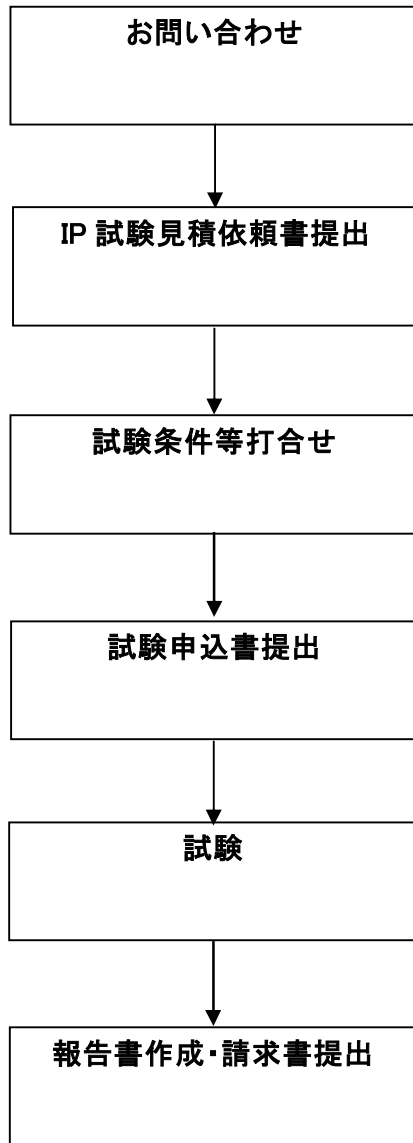 お問い合わせ
IP 試験見積依頼書提出
試験条件等打合せ
試験申込書提出
試験
報告書作成・請求書提出